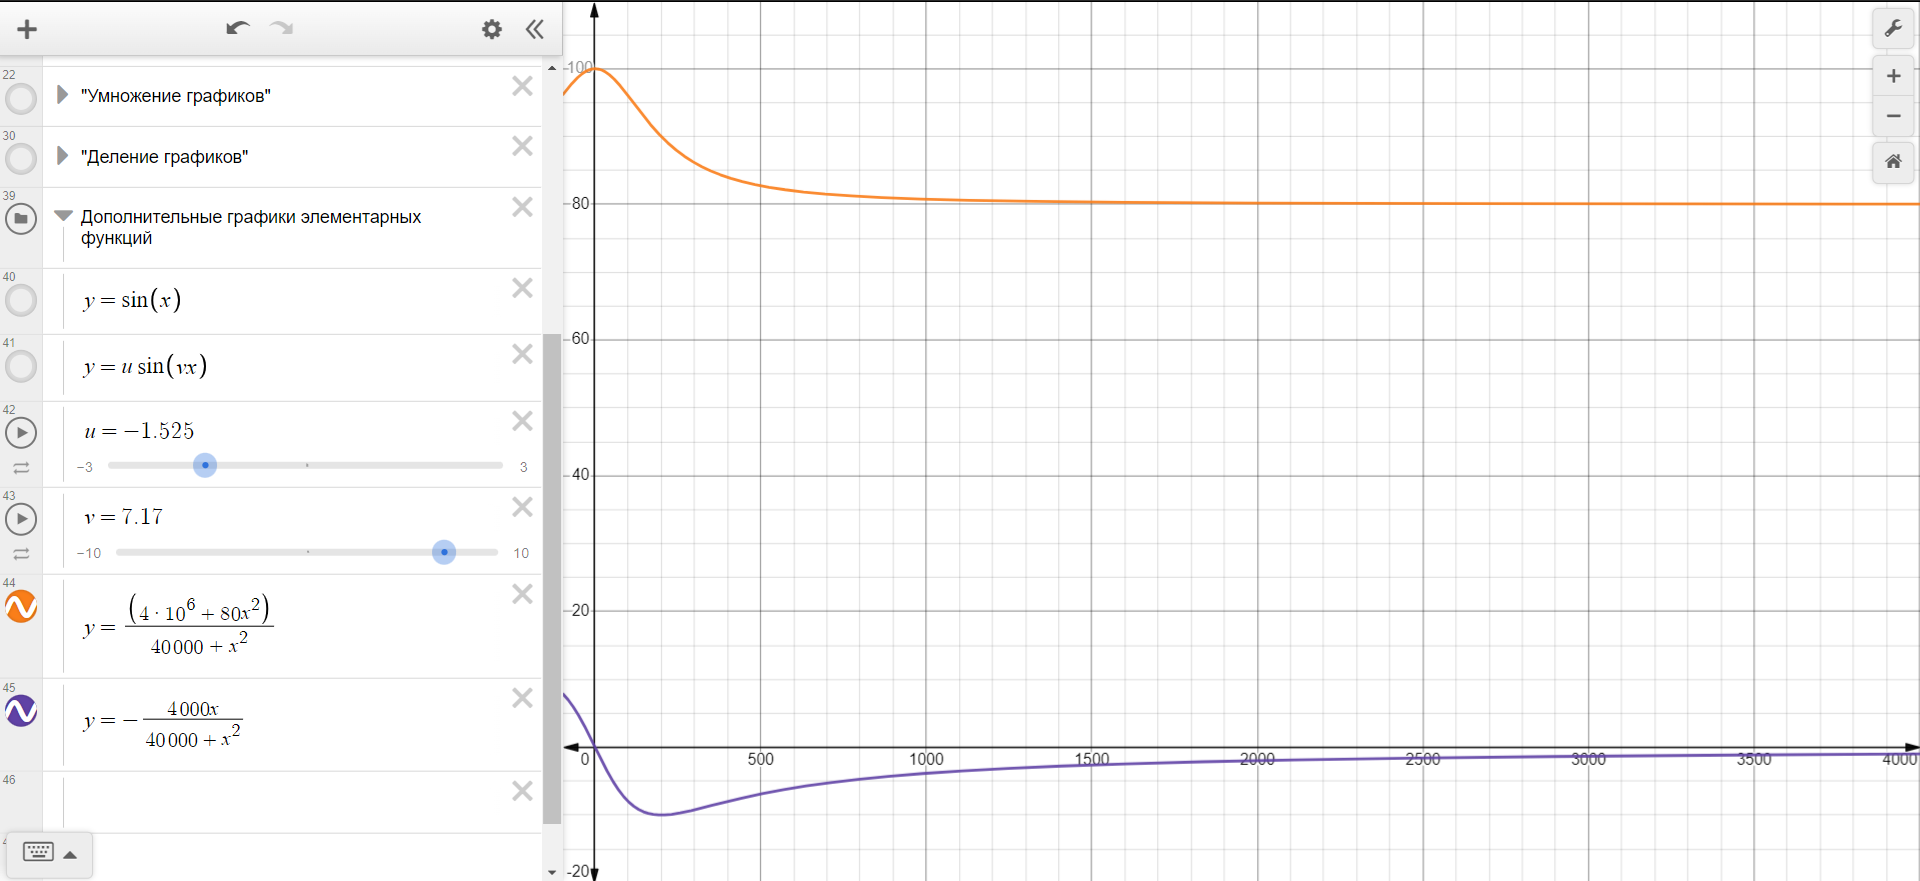 22
"Умножение графиков"
30
"Деление графиков"
39
Дополнительные графики элементарных
функций
40
y = sin(x)
41
y = u sin(vx)
42
u = −1.525
−3
3
43
v = 7.17
−10
10
44
y = (4 · 10^6 + 80x^2) / 40000 + x^2
45
y = − 4000x / 40000 + x^2
46
100
80
60
40
20
0
500
1000
1500
2000
2500
3000
3500
4000
-20